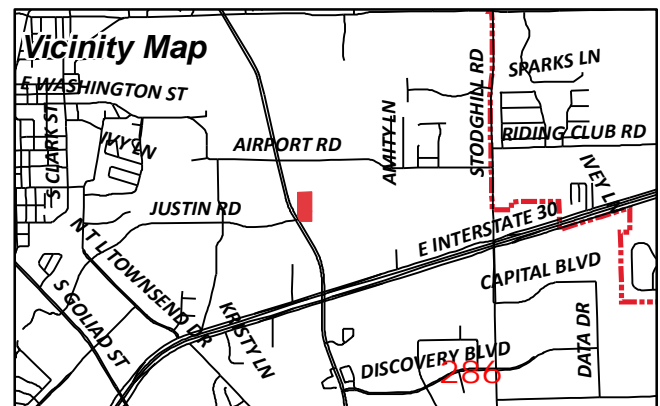 Vicinity Map
E WASHINGTON ST
SPARKS LN
S CLARK ST
IVY LN
AIRPORT RD
AMITY LN
STODGHILL RD
RIDING CLUB RD
IVEY LN
JUSTIN RD
N T L TOWNSEND DR
E INTERSTATE 30
S GOLIAD ST
KRISTY LN
CAPITAL BLVD
DISCOVERY BLVD
DATA DR
286